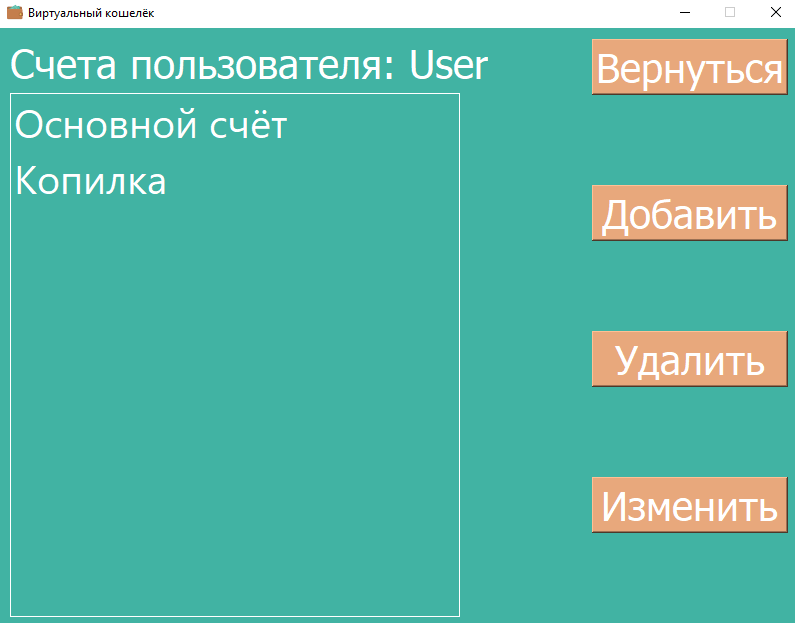 Виртуальный кошелёк
Счета пользователя: User
Вернуться
Основной счёт
Копилка
Добавить
Удалить
Изменить